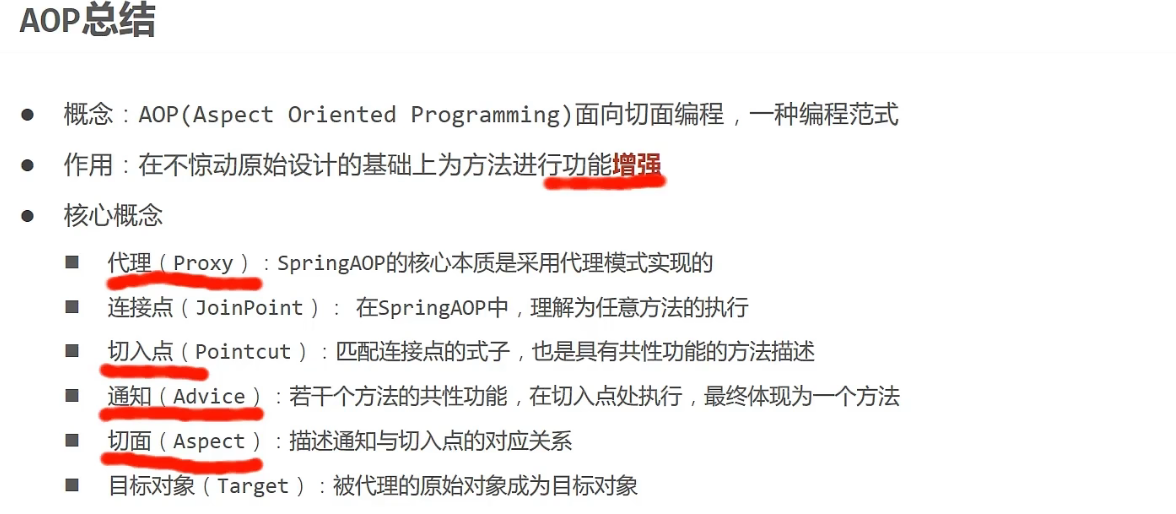 AOP总结
概念：AOP(Aspect Oriented Programming)面向切面编程，一种编程范式
作用：在不惊动原始设计的基础上为方法进行功能增强
核心概念
代理（Proxy）：SpringAOP的核心本质是采用代理模式实现的
连接点（JoinPoint）： 在SpringAOP中，理解为任意方法的执行
切入点（Pointcut）：匹配连接点的式子，也是具有共性功能的方法描述
通知（Advice）：若干个方法的共性功能，在切入点处执行，最终体现为一个方法
切面（Aspect）：描述通知与切入点的对应关系
目标对象（Target）：被代理的原始对象成为目标对象